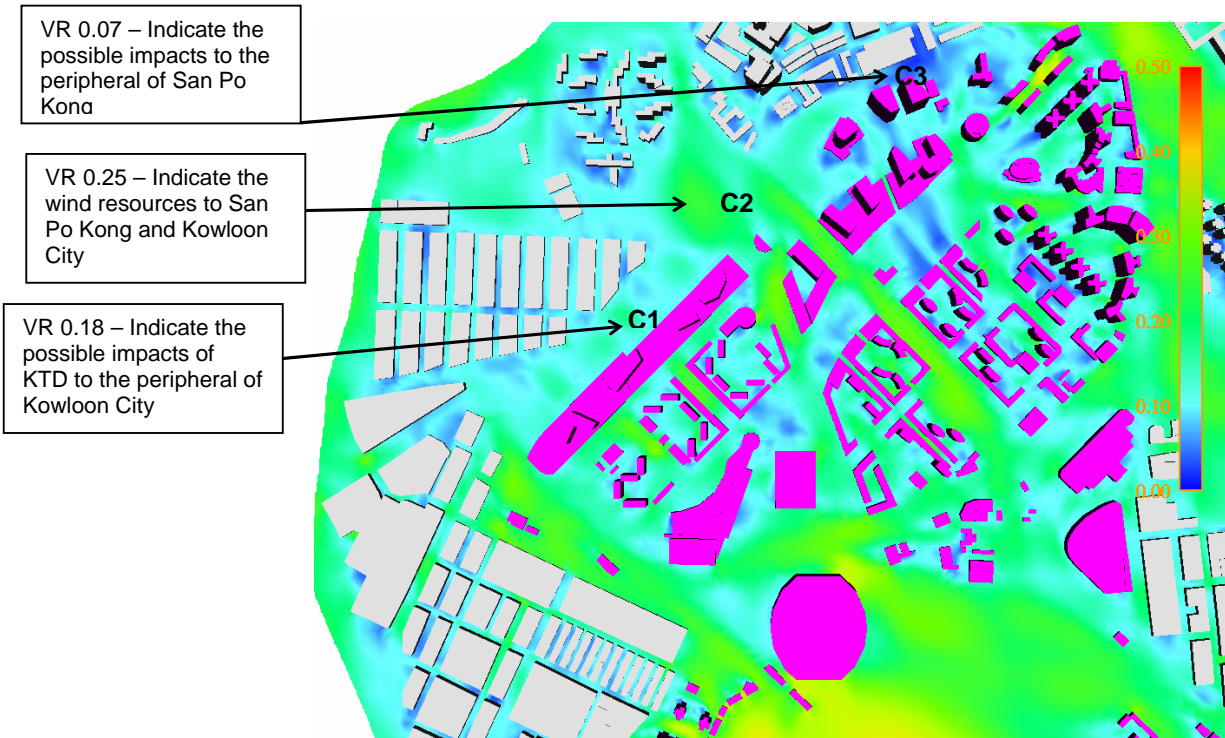 VR 0.07 – Indicate the
possible impacts to the
peripheral of San Po
Kong
VR 0.25 – Indicate the
wind resources to San
Po Kong and Kowloon
City
VR 0.18 – Indicate the
possible impacts of
KTD to the peripheral of
Kowloon City
C3
C2
C1
0.50
0.40
0.30
0.20
0.10
0.00